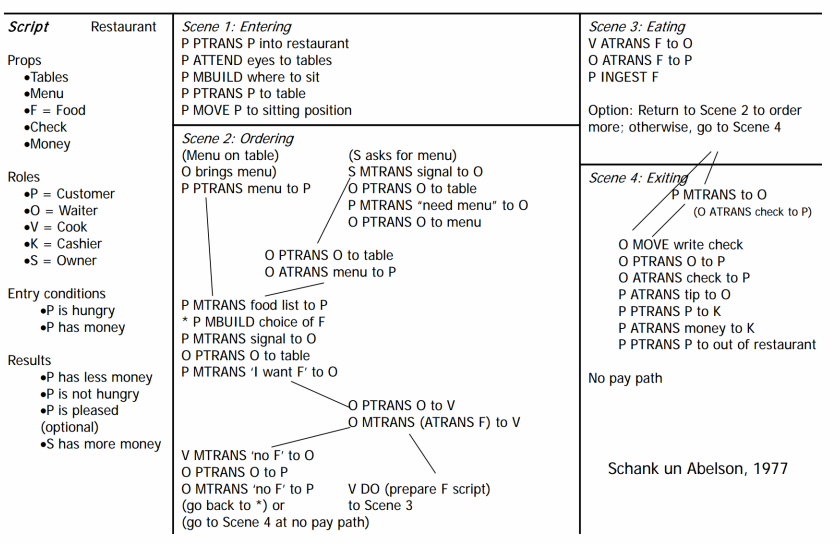 Script Restaurant
Props
•Tables
•Menu
•F = Food
•Check
•Money
Roles
•P = Customer
•O = Waiter
•V = Cook
•K = Cashier
•S = Owner
Entry conditions
•P is hungry
•P has money
Results
•P has less money
•P is not hungry
•P is pleased
(optional)
•S has more money
Scene 1: Entering
P PTRANS P into restaurant
P ATTEND eyes to tables
P MBUILD where to sit
P PTRANS P to table
P MOVE P to sitting position
Scene 2: Ordering
(Menu on table) (S asks for menu)
O brings menu) S MTRANS signal to O
P PTRANS menu to P O PTRANS O to table
P MTRANS “need menu” to O
O PTRANS O to menu
O PTRANS O to table
O ATRANS menu to P
P MTRANS food list to P
* P MBUILD choice of F
P MTRANS signal to O
O PTRANS O to table
P MTRANS ‘I want F’ to O
O PTRANS O to V
O MTRANS (ATRANS F) to V
V MTRANS ‘no F’ to O
O PTRANS O to P
O MTRANS ‘no F’ to P V DO (prepare F script)
(go back to *) or to Scene 3
(go to Scene 4 at no pay path)
Scene 3: Eating
V ATRANS F to O
O ATRANS F to P
P INGEST F
Option: Return to Scene 2 to order
more; otherwise, go to Scene 4
Scene 4: Exiting
P MTRANS to O
(O ATRANS check to P)
O MOVE write check
O PTRANS O to P
O ATRANS check to P
P ATRANS tip to O
P PTRANS P to K
P ATRANS money to K
P PTRANS P to out of restaurant
No pay path
Schank un Abelson, 1977